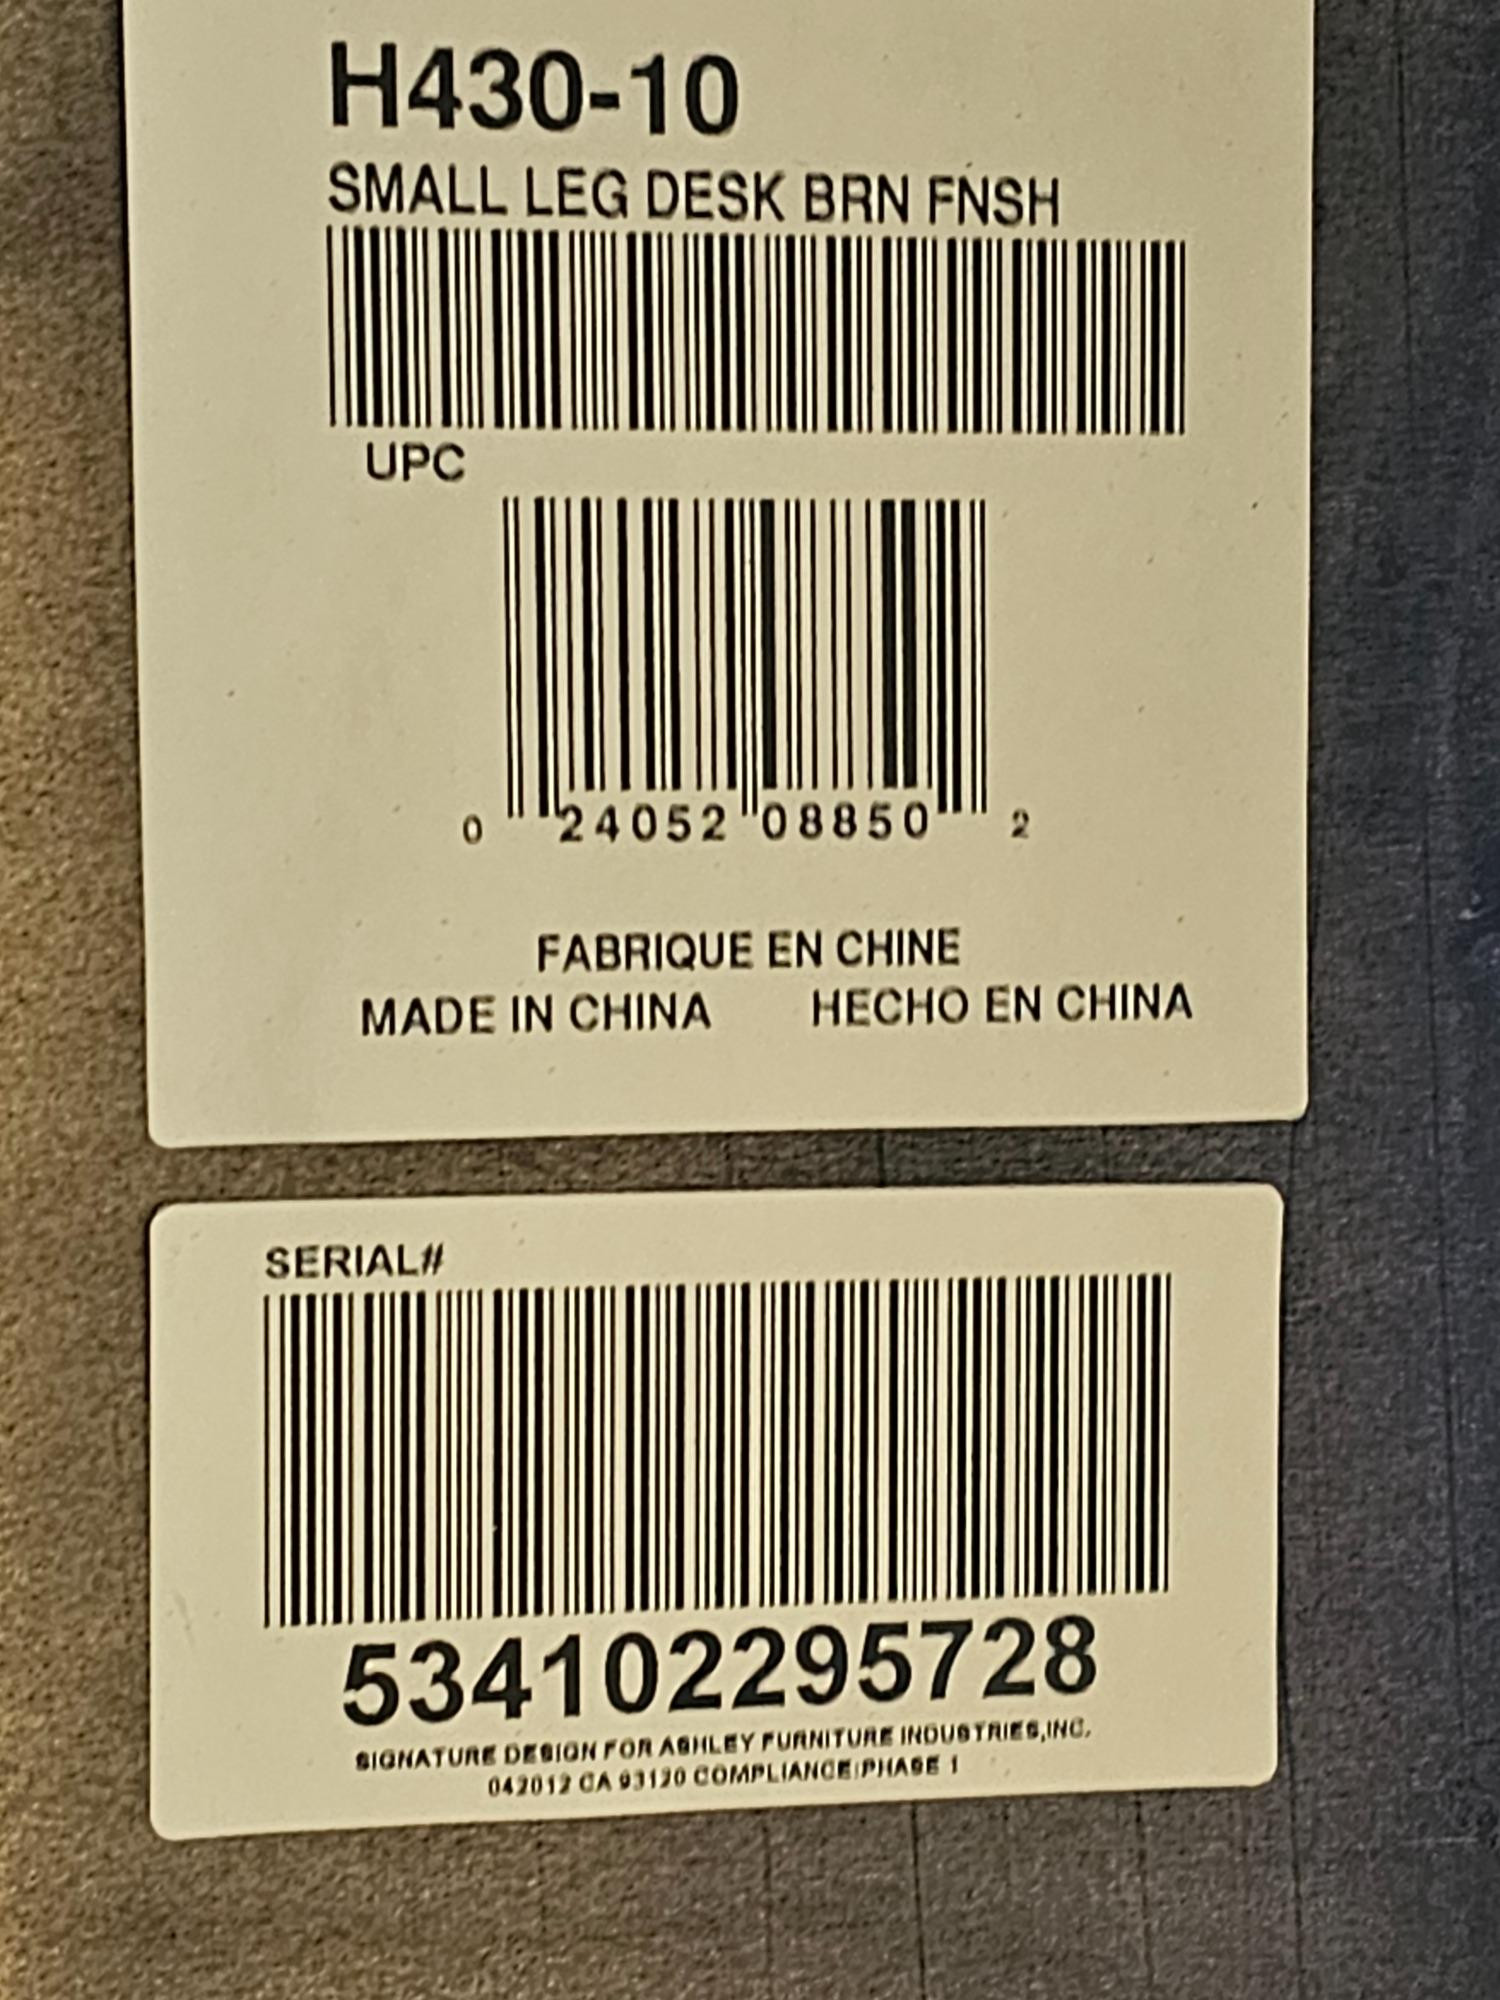 H430-10
SMALL LEG DESK BRN FNSH
UPC
0 24052 08850 2
FABRIQUE EN CHINE
MADE IN CHINA HECHO EN CHINA
SERIAL#
534102295728
SIGNATURE DESIGN FOR ASHLEY FURNITURE INDUSTRIES,INC.
042012 CA 93120 COMPLIANCE:PHASE 1